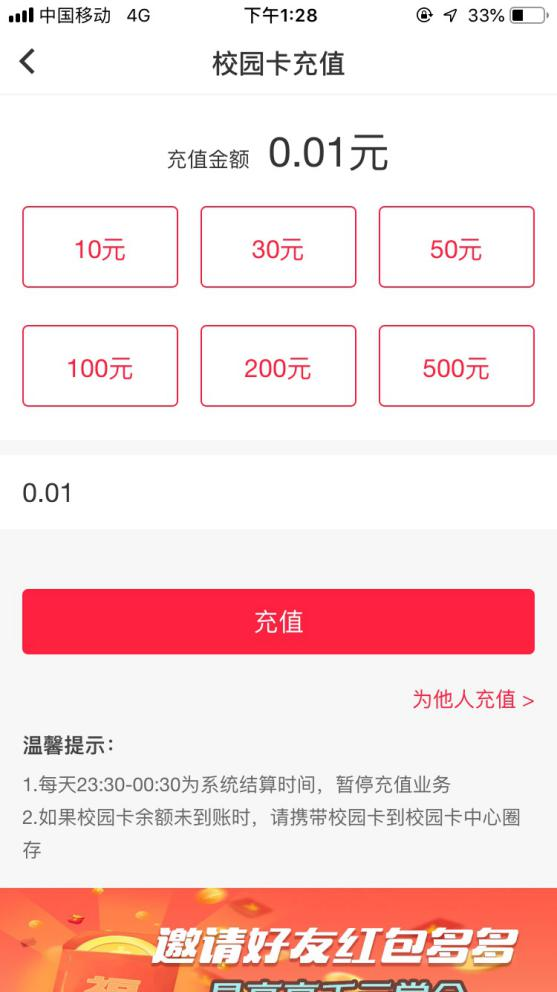 中国移动 4G 下午1:28 33%
校园卡充值
充值金额 0.01元
10元 30元 50元
100元 200元 500元
0.01
充值
为他人充值 >
温馨提示：
1.每天23:30-00:30为系统结算时间，暂停充值业务
2.如果校园卡余额未到账时，请携带校园卡到校园卡中心圈
存
邀请好友红包多多